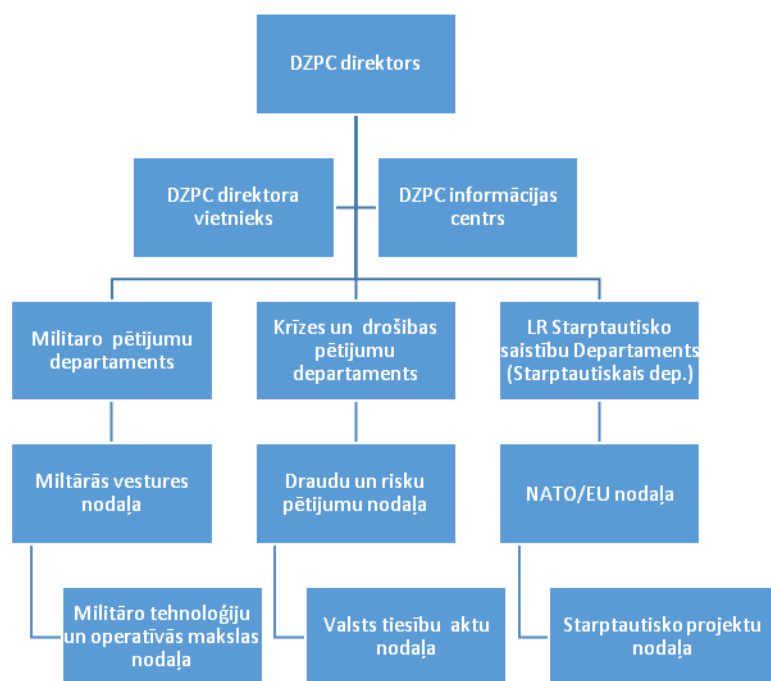 DZPC direktors
DZPC direktora
vietnieks
DZPC informācijas
centrs
Militaro pētijumu
departaments
Krīzes un drošibas
pētijumu
departaments
LR Starptautisko
saistību Departaments
(Starptautiskais dep.)
Miltārās vestures
nodaļa
Draudu un risku
pētijumu nodaļa
NATO/EU nodaļa
Militāro tehnoloģiju
un operatīvās makslas
nodaļa
Valsts tiesību aktu
nodaļa
Starptautisko projektu
nodaļa